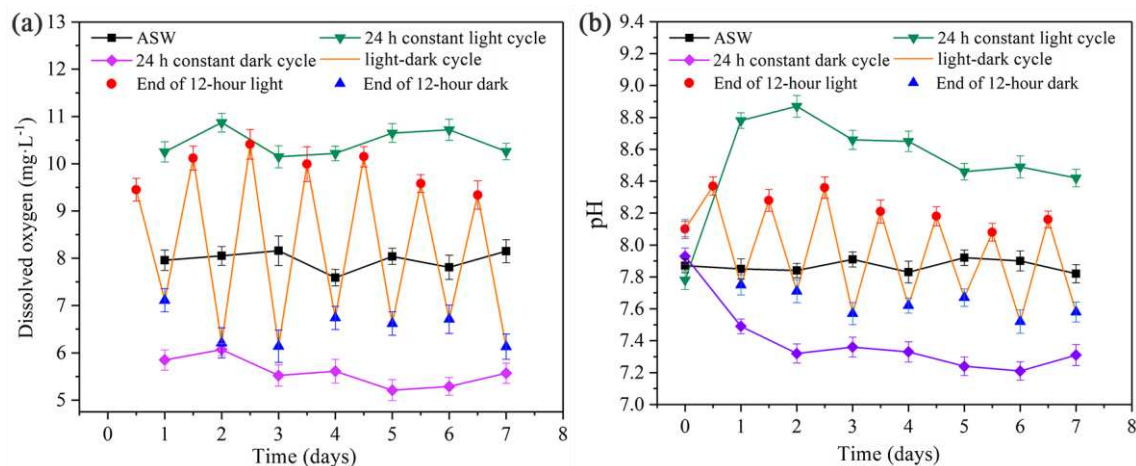 (a)
13
12
11
10
9
8
7
6
5
Dissolved oxygen (mg·L⁻¹)
ASW
24 h constant light cycle
24 h constant dark cycle
light-dark cycle
End of 12-hour light
End of 12-hour dark
0 1 2 3 4 5 6 7 8
Time (days)
(b)
9.4
9.2
9.0
8.8
8.6
8.4
8.2
8.0
7.8
7.6
7.4
7.2
7.0
pH
ASW
24 h constant light cycle
24 h constant dark cycle
light-dark cycle
End of 12-hour light
End of 12-hour dark
0 1 2 3 4 5 6 7 8
Time (days)